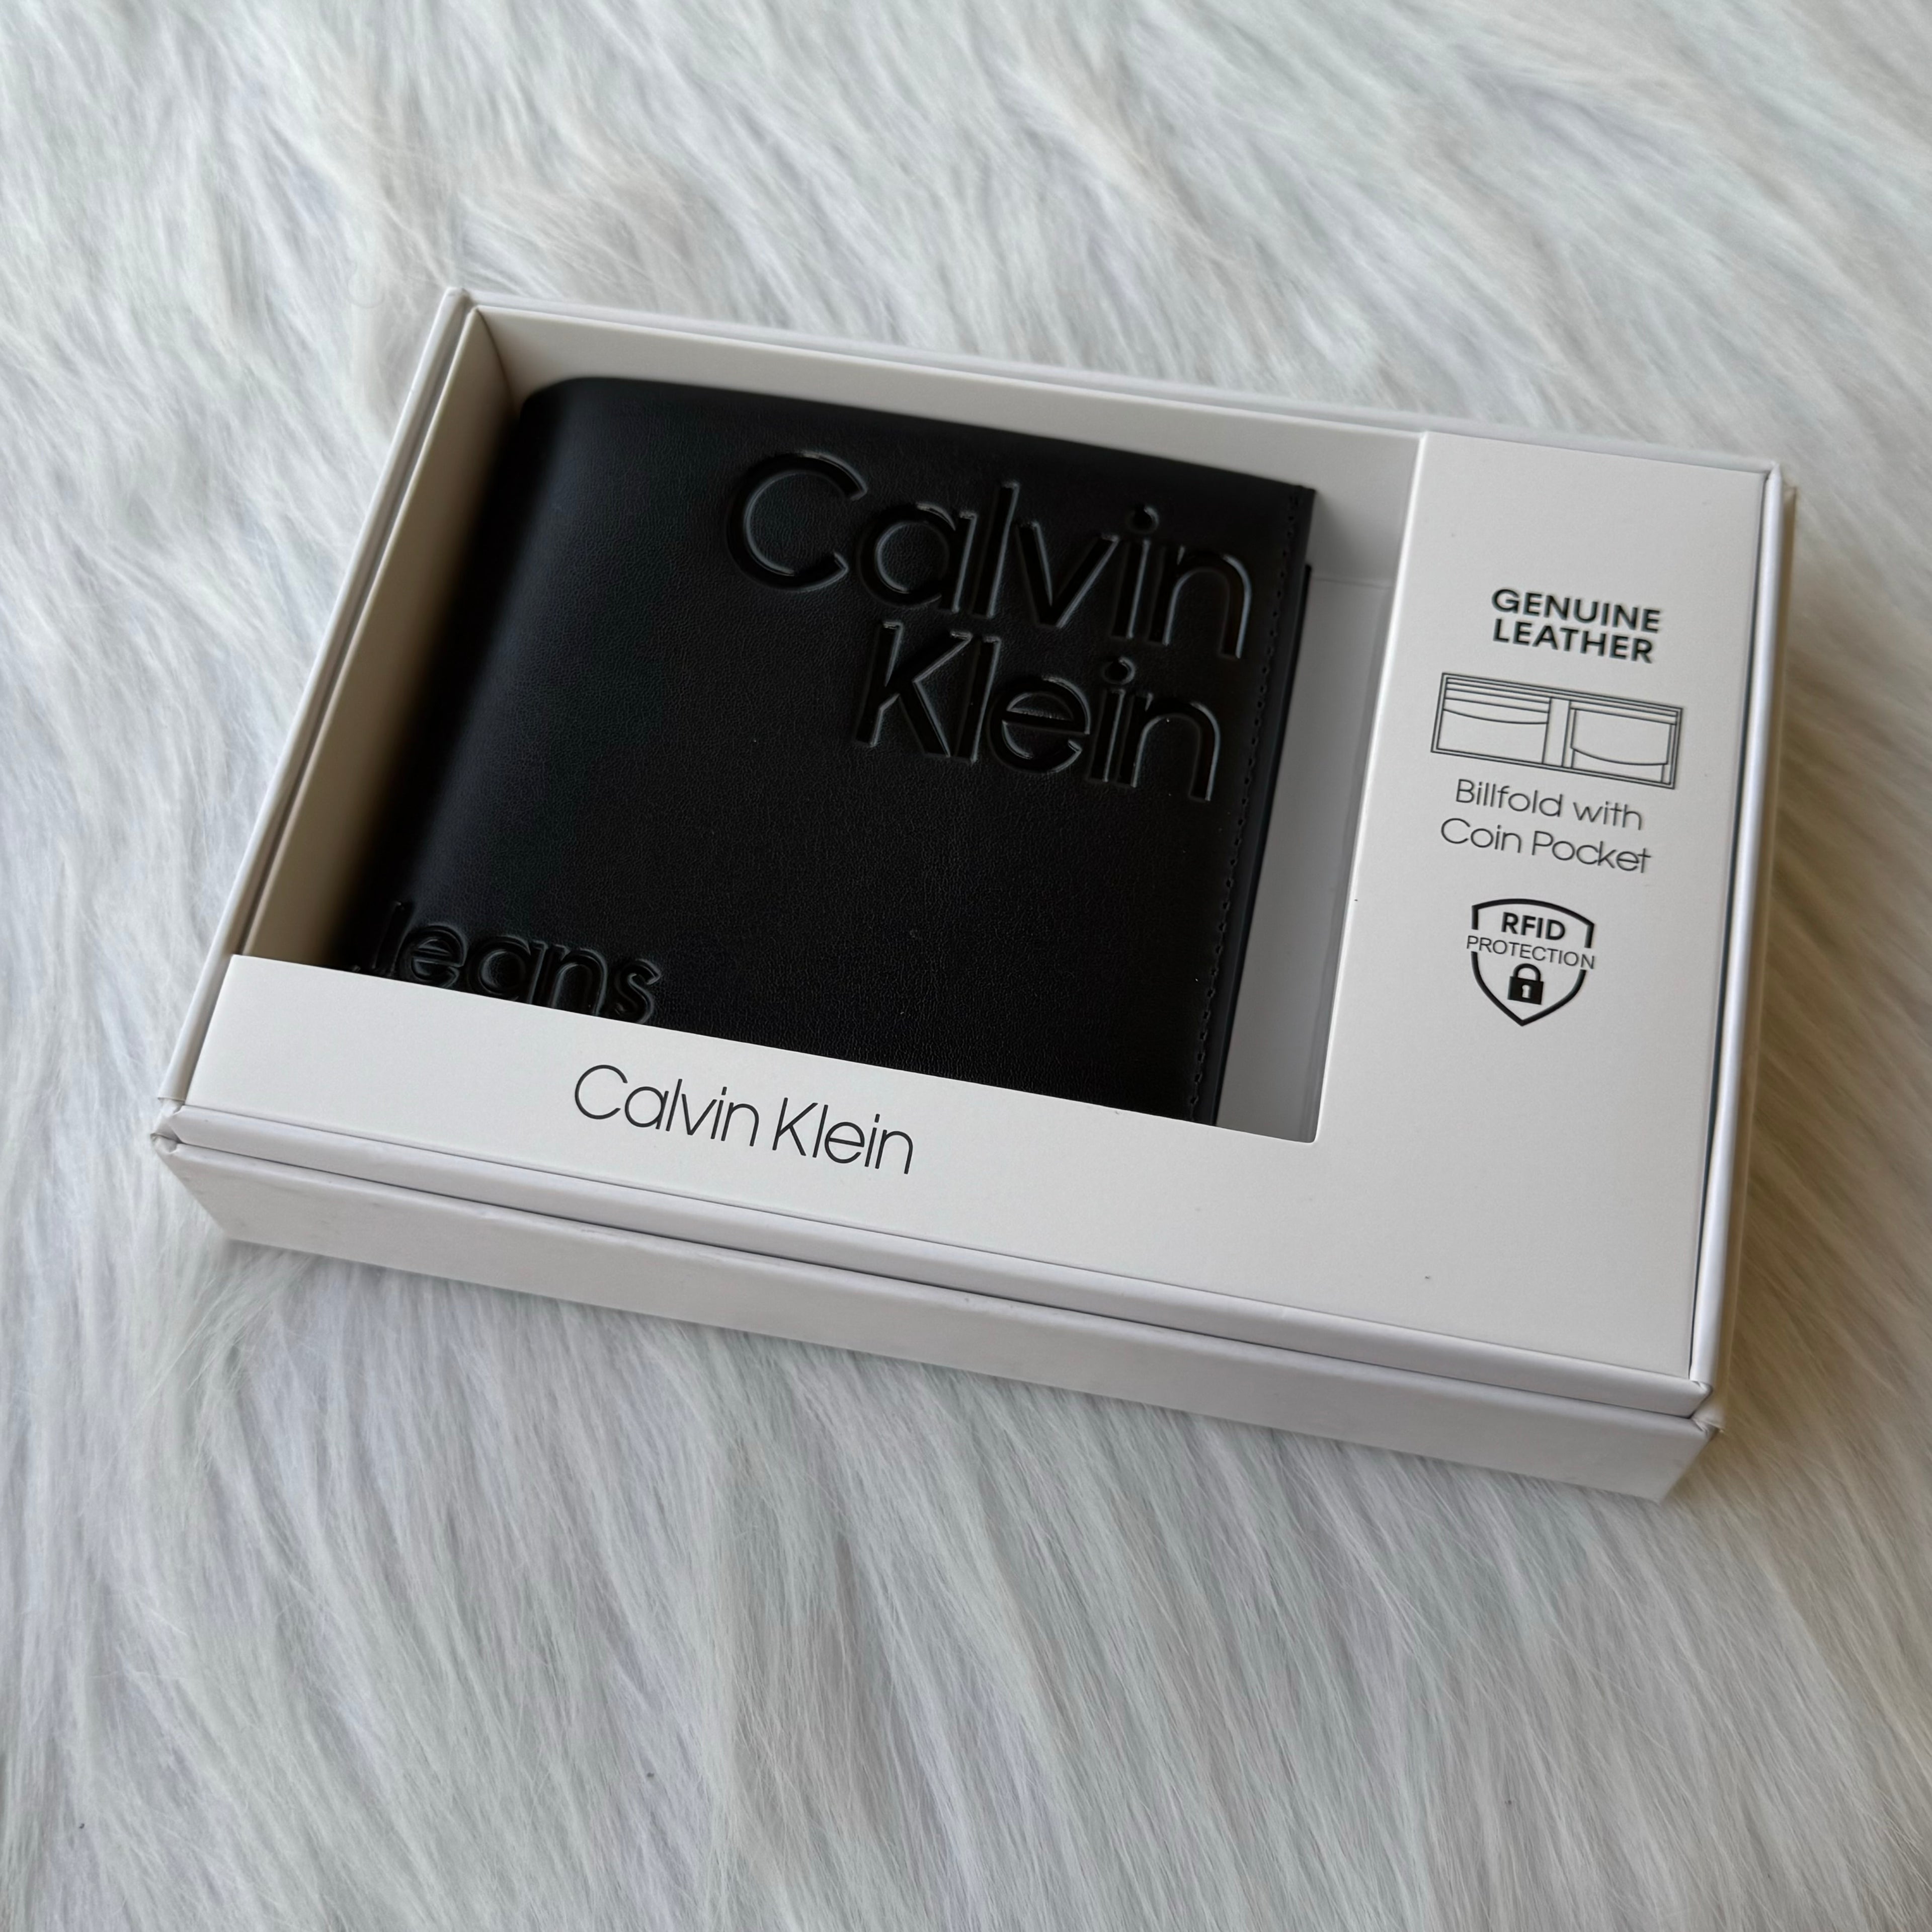 Calvin
Klein
Jeans
Calvin Klein
GENUINE
LEATHER
Billfold with
Coin Pocket
RFID
PROTECTION